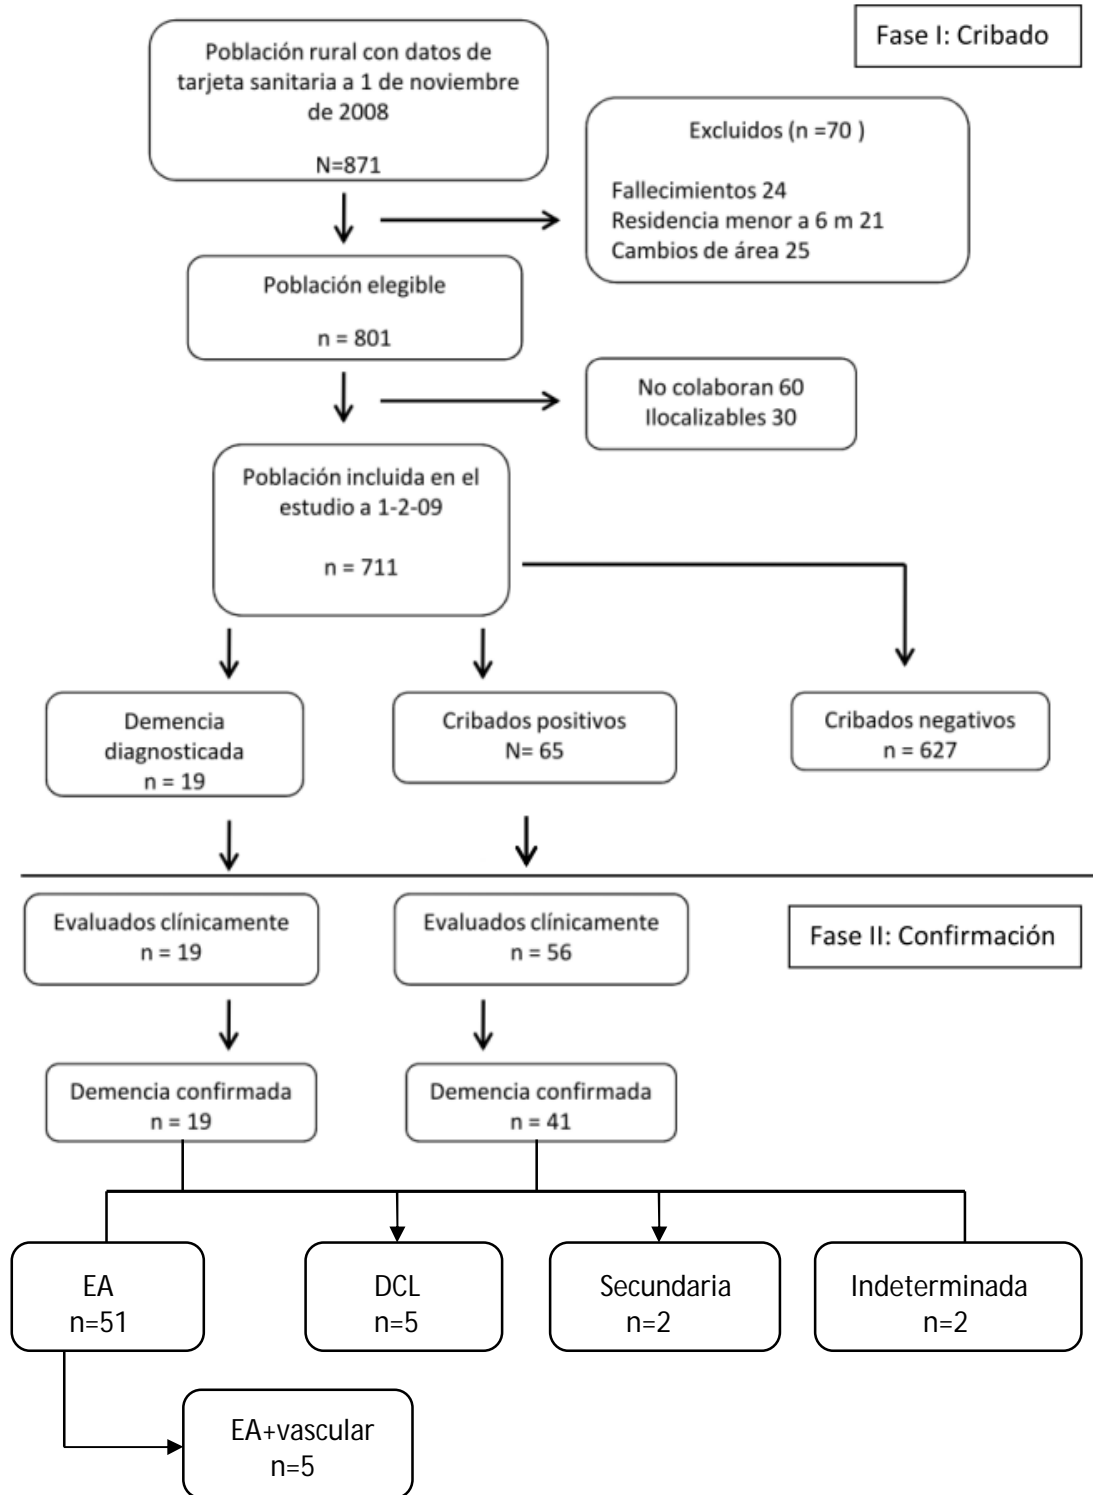 Fase I: Cribado
Población rural con datos de
tarjeta sanitaria a 1 de noviembre
de 2008
N=871
Excluidos (n =70 )
Fallecimientos 24
Residencia menor a 6 m 21
Cambios de área 25
Población elegible
n = 801
No colaboran 60
Ilocalizables 30
Población incluida en el
estudio a 1-2-09
n = 711
Demencia
diagnosticada
n = 19
Cribados positivos
N= 65
Cribados negativos
n = 627
Evaluados clínicamente
n = 19
Evaluados clínicamente
n = 56
Fase II: Confirmación
Demencia confirmada
n = 19
Demencia confirmada
n = 41
EA
n=51
DCL
n=5
Secundaria
n=2
Indeterminada
n=2
EA+vascular
n=5